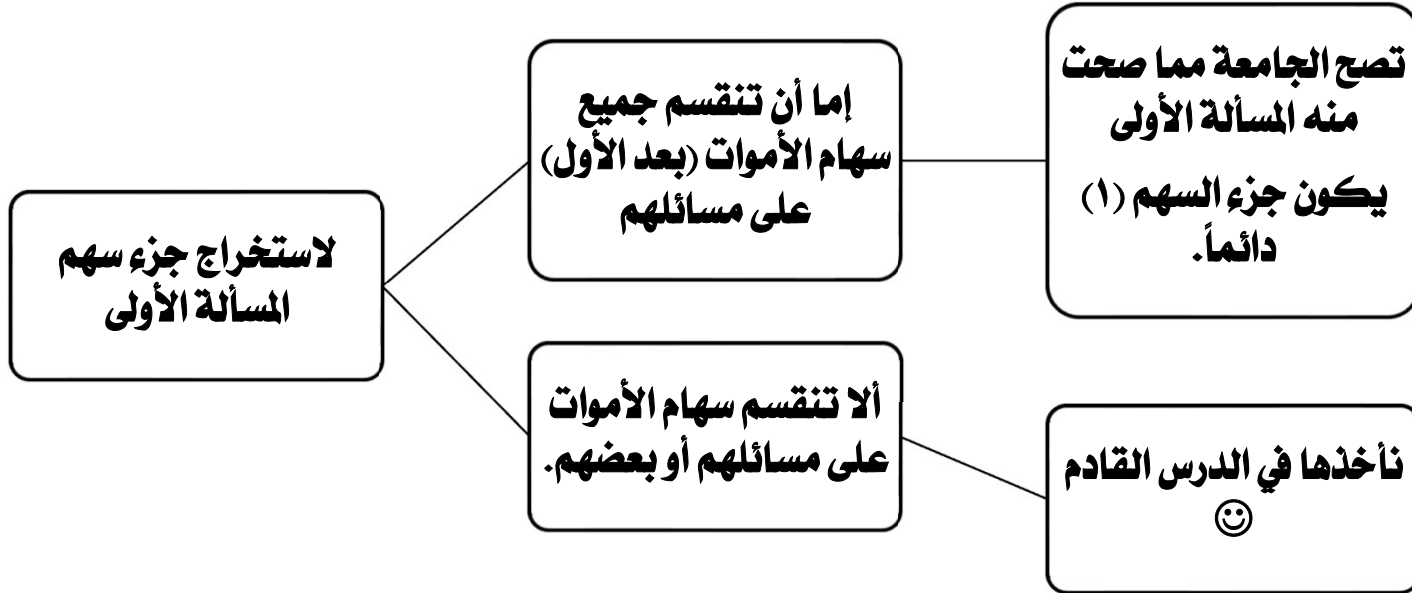 لاستخراج جزء سهم
المسألة الأولى
إما أن تنقسم جميع
سهام الأموات (بعد الأول)
على مسائلهم
تصح الجامعة مما صحت
منه المسألة الأولى
يكون جزء السهم (١)
دائماً.
ألا تنقسم سهام الأموات
على مسائلهم أو بعضهم.
نأخذها في الدرس القادم
☺